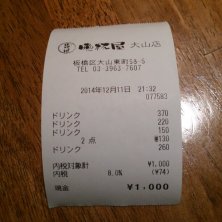 大山店
板橋区大山東町58-5
TEL 03-3963-7607
2014年12月11日 21:32
077583
ドリンク 370
ドリンク 220
ドリンク 150
2点 @130
ドリンク 260
内税対象計 ¥1,000
内税 8.0% (¥74)
現金 ¥1,000